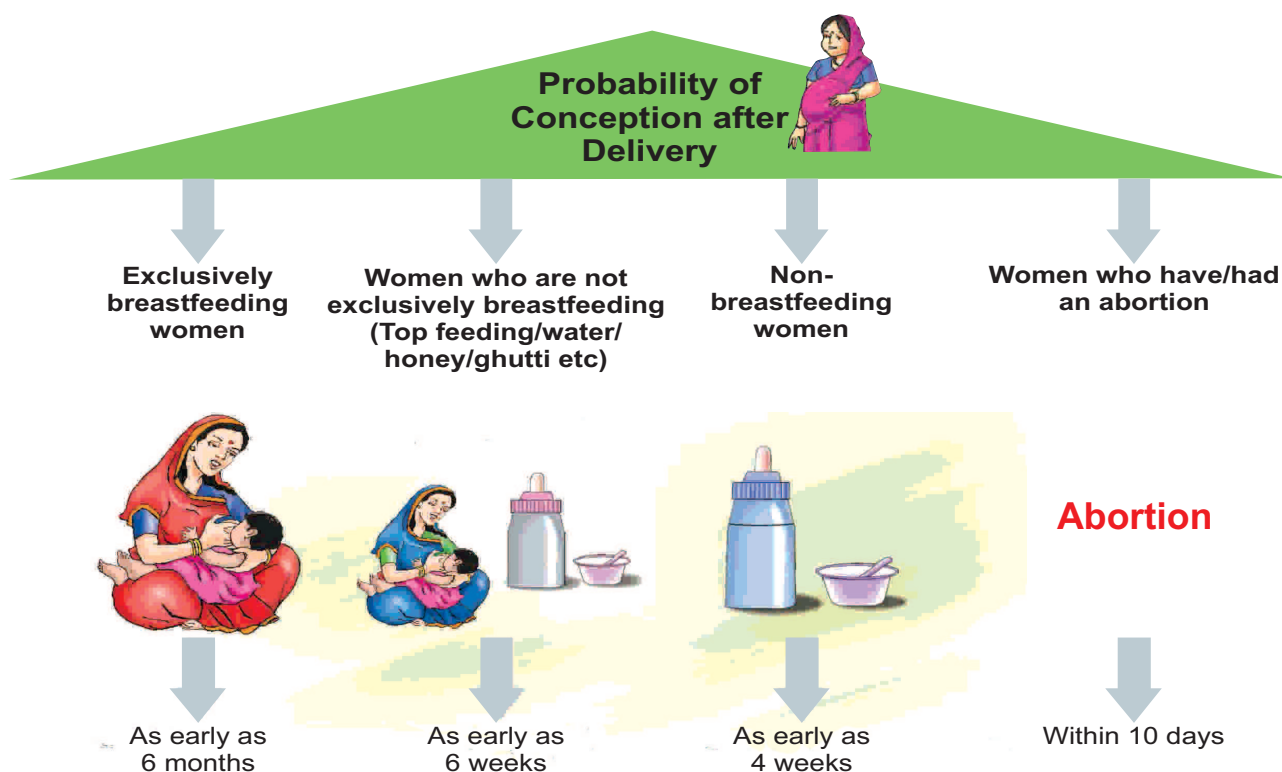 Probability of
Conception after
Delivery
Exclusively
breastfeeding
women
Women who are not
exclusively breastfeeding
(Top feeding/water/
honey/ghutti etc)
Non-
breastfeeding
women
Women who have/had
an abortion
Abortion
As early as
6 months
As early as
6 weeks
As early as
4 weeks
Within 10 days